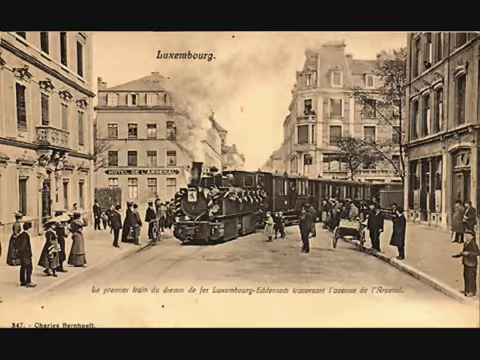 Luxembourg.
HOTEL DE L'ARSENAL
Le premier train du chemin de fer Luxembourg-Echternach traversant l'avenue de l'Arsenal.
347. - Charles Bernhoeft.